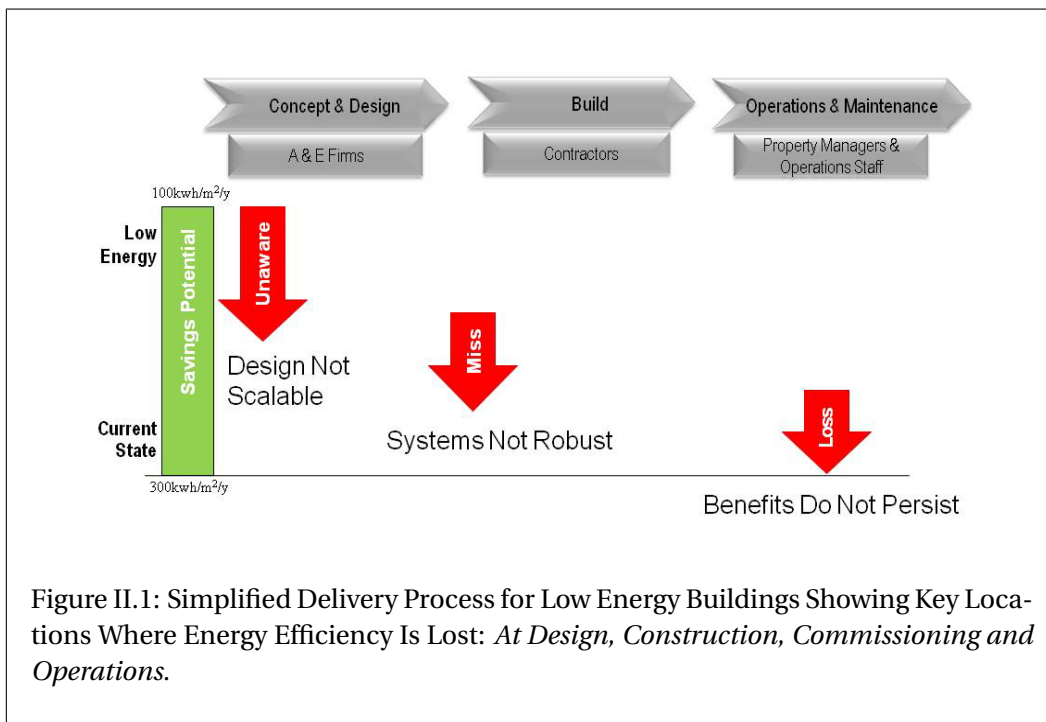 Concept & Design
Build
Operations & Maintenance
A & E Firms
Contractors
Property Managers &
Operations Staff
100kwh/m²/y
Low
Energy
Savings Potential
Unaware
Design Not
Scalable
Miss
Systems Not Robust
Current
State
Loss
300kwh/m²/y
Benefits Do Not Persist
Figure II.1: Simplified Delivery Process for Low Energy Buildings Showing Key Loca-
tions Where Energy Efficiency Is Lost: At Design, Construction, Commissioning and
Operations.